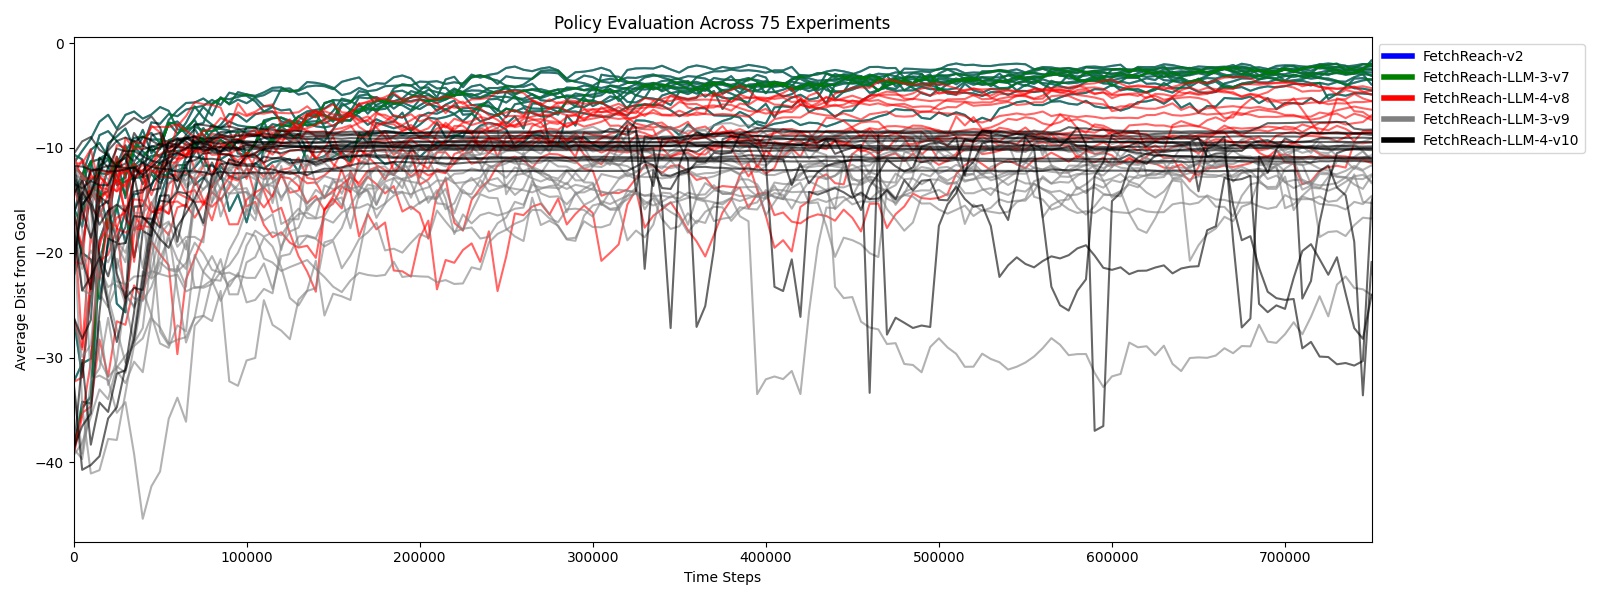 Policy Evaluation Across 75 Experiments
0
−10
−20
−30
−40
Average Dist from Goal
0
100000
200000
300000
400000
500000
600000
700000
Time Steps
FetchReach-v2
FetchReach-LLM-3-v7
FetchReach-LLM-4-v8
FetchReach-LLM-3-v9
FetchReach-LLM-4-v10